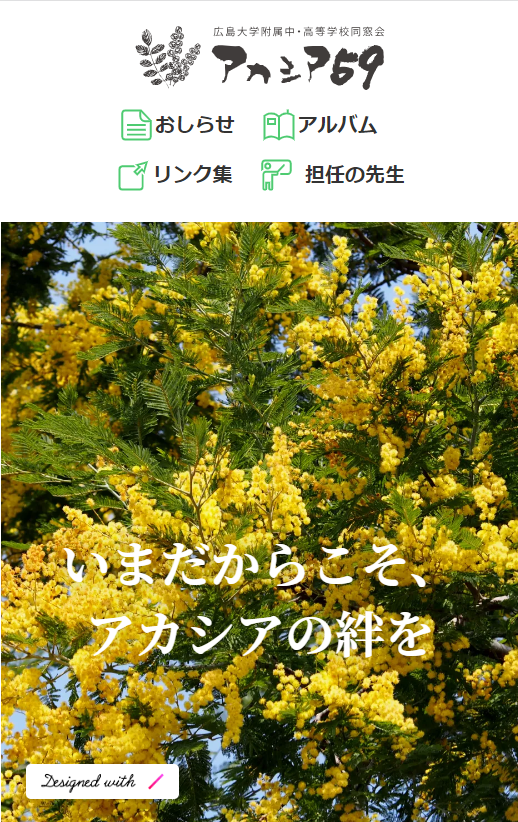 広島大学附属中・高等学校同窓会
アカシア59
おしらせ
アルバム
リンク集
担任の先生
いまだからこそ、
アカシアの絆を
Designed with